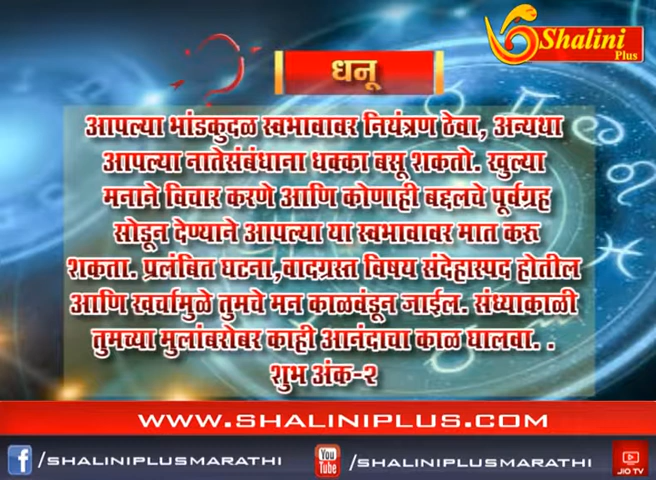 Shalini
Plus
धनू
आपल्या भांडकुदळ स्वभावावर नियंत्रण ठेवा, अन्यथा
आपल्या नातेसंबंधाना धक्का बसू शकतो. खुल्या
मनाने विचार करणे आणि कोणाही बद्दलचे पूर्वग्रह
सोडून देण्याने आपल्या या स्वभावावर मात करू
शकता. प्रलंबित घटना,वादग्रस्त विषय संदेहास्पद होतील
आणि खर्चामुळे तुमचे मन काळवंडून जाईल. संध्याकाळी
तुमच्या मुलांबरोबर काही आनंदाचा काळ घालवा. .
शुभ अंक-२
WWW.SHALINIPLUS.COM
f /SHALINIPLUSMARATHI
You Tube /SHALINIPLUSMARATHI
JIO TV